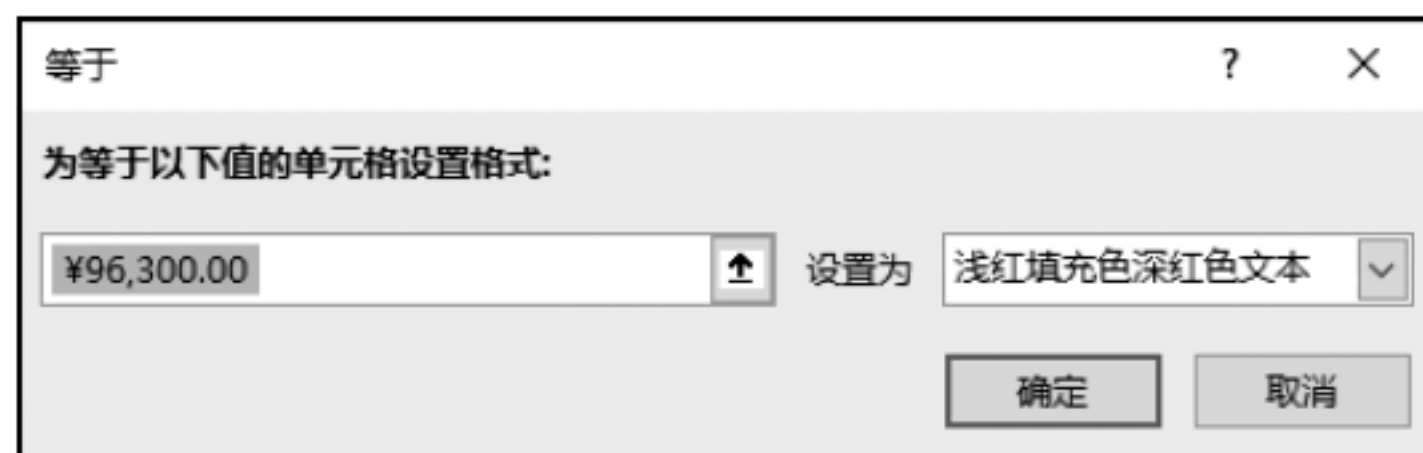 等于 ?
为等于以下值的单元格设置格式:
¥96,300.00 设置为 浅红填充色深红色文本
确定 取消